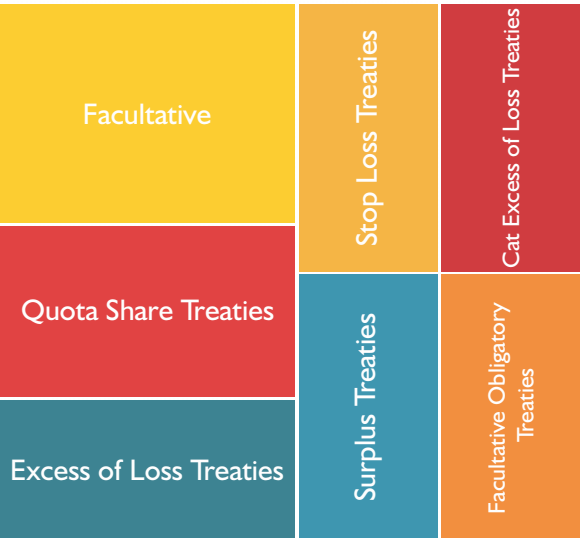 Facultative
Quota Share Treaties
Excess of Loss Treaties
Stop Loss Treaties
Surplus Treaties
Cat Excess of Loss Treaties
Facultative Obligatory
Treaties